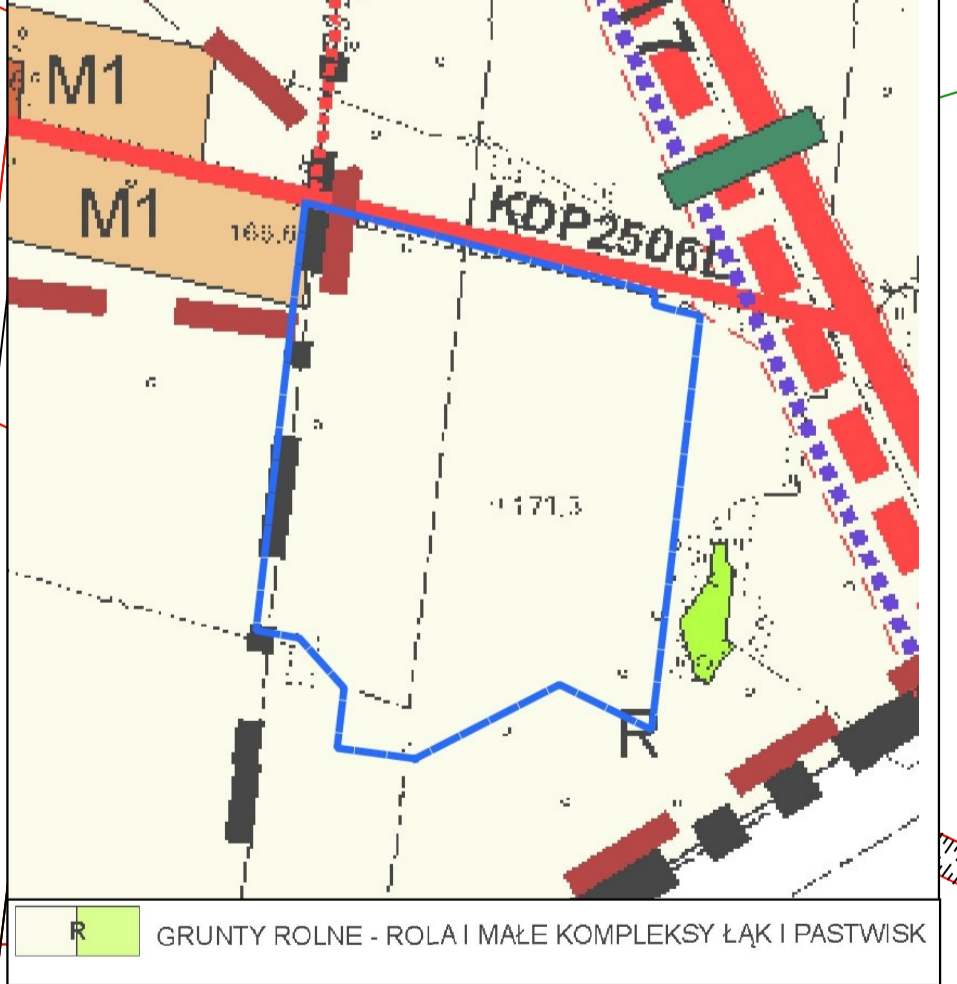 M1
M1
168.6
KDP2506L
171,3
R
R GRUNTY ROLNE - ROLA I MAŁE KOMPLEKSY ŁĄK I PASTWISK